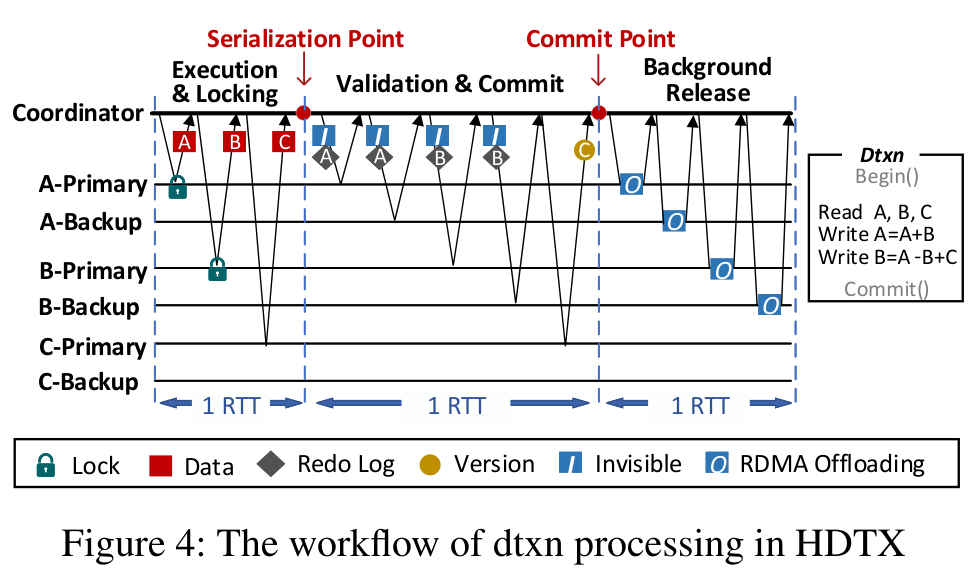 Serialization Point
Commit Point
Execution
& Locking
Validation & Commit
Background
Release
Coordinator
A B C
I I I I
A A B B
C
A-Primary
O
A-Backup
O
B-Primary
O
B-Backup
O
C-Primary
C-Backup
1 RTT
1 RTT
1 RTT
Dtxn
Begin()
Read A, B, C
Write A=A+B
Write B=A -B+C
Commit()
Lock
Data
Redo Log
Version
I Invisible
O RDMA Offloading
Figure 4: The workflow of dtxn processing in HDTX